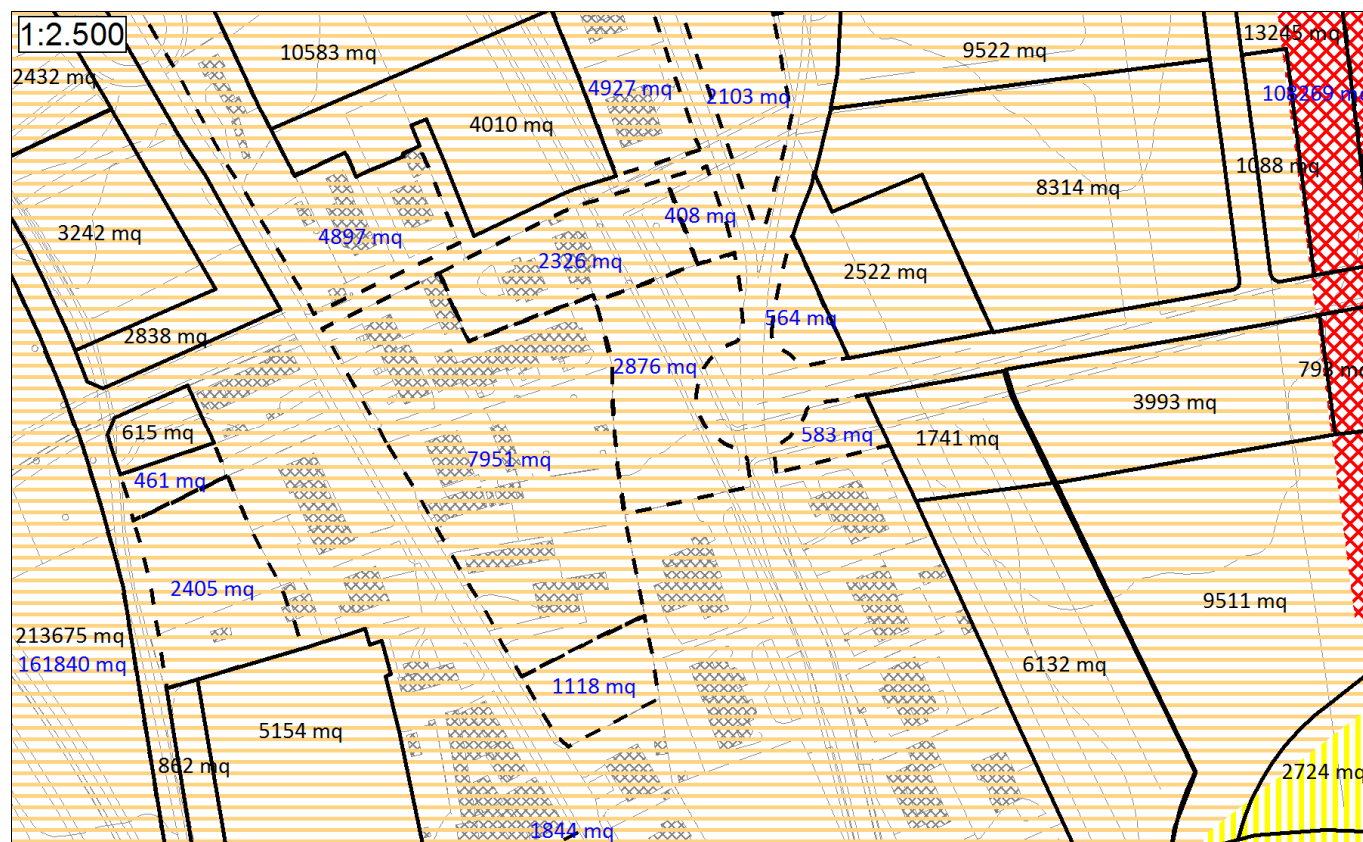 1:2.500
13245 mq
10583 mq
9522 mq
2432 mq
4927 mq
2103 mq
108269 m
4010 mq
1088 mq
8314 mq
408 mq
3242 mq
4897 mq
2326 mq
2522 mq
564 mq
2838 mq
2876 mq
793 m
3993 mq
615 mq
583 mq
1741 mq
7951 mq
461 mq
2405 mq
9511 mq
213675 mq
161840 mq
6132 mq
1118 mq
5154 mq
862 mq
2724 mq
1844 mq